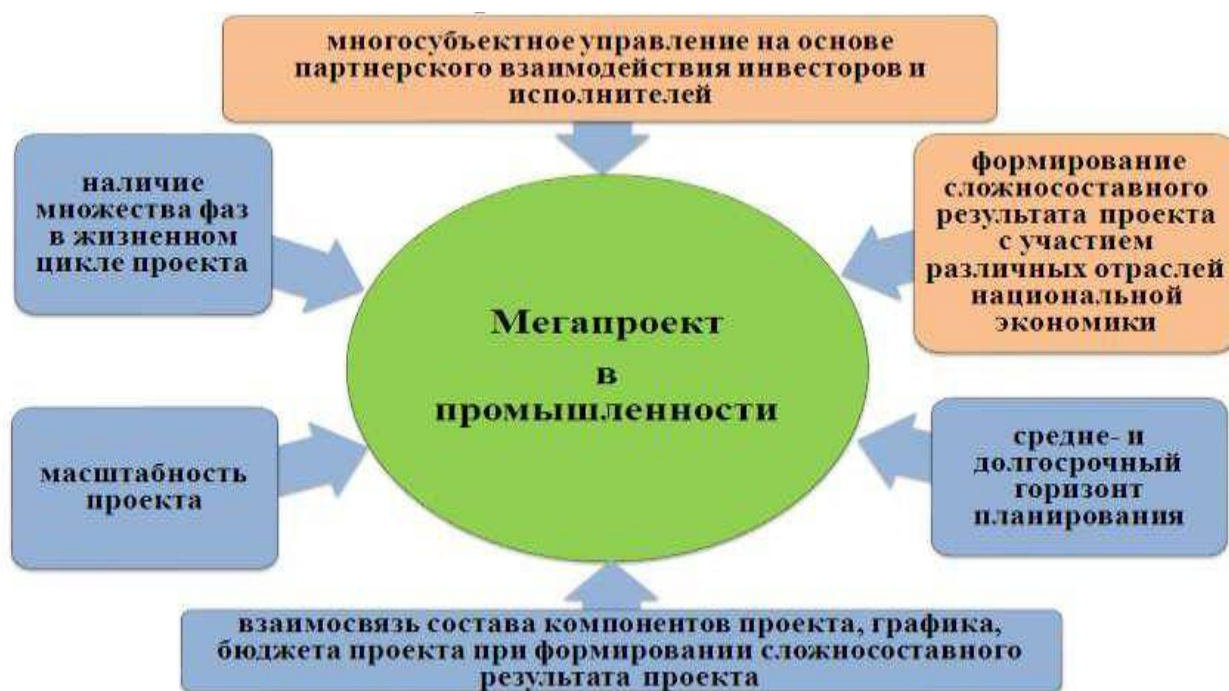 многосубъектное управление на основе
партнерского взаимодействия инвесторов и
исполнителей
наличие
множества фаз
в жизненном
цикле проекта
формирование
сложносоставного
результата проекта
с участием
различных отраслей
национальной
экономики
Мегапроект
в
промышленности
масштабность
проекта
средне- и
долгосрочный
горизонт
планирования
взаимосвязь состава компонентов проекта, графика,
бюджета проекта при формировании сложносоставного
результата проекта